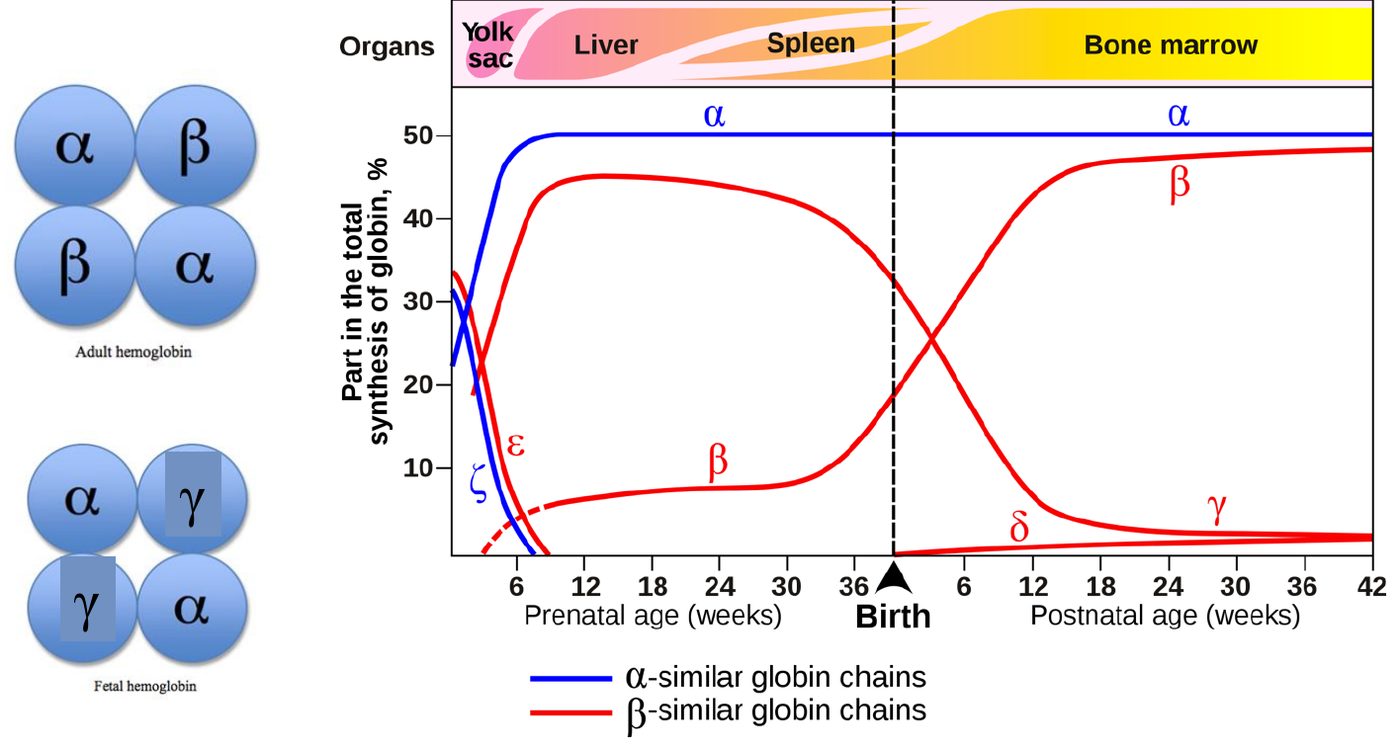 α β
β α
Adult hemoglobin
α γ
γ α
Fetal hemoglobin
Organs
Yolk
sac
Liver
Spleen
Bone marrow
Part in the total
synthesis of globin, %
50
40
30
20
10
α
α
β
ε
ζ
β
γ
δ
6 12 18 24 30 36 6 12 18 24 30 36 42
Prenatal age (weeks)
Birth
Postnatal age (weeks)
α-similar globin chains
β-similar globin chains